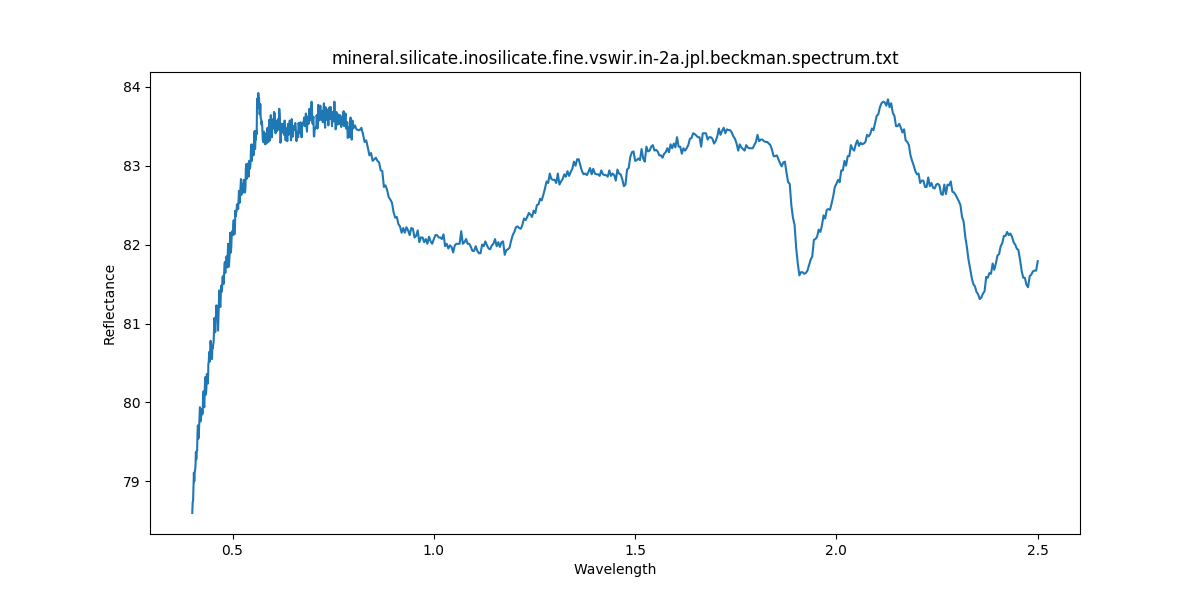 mineral.silicate.inosilicate.fine.vswir.in-2a.jpl.beckman.spectrum.txt
84
83
82
81
80
79
Reflectance
0.5 1.0 1.5 2.0 2.5
Wavelength